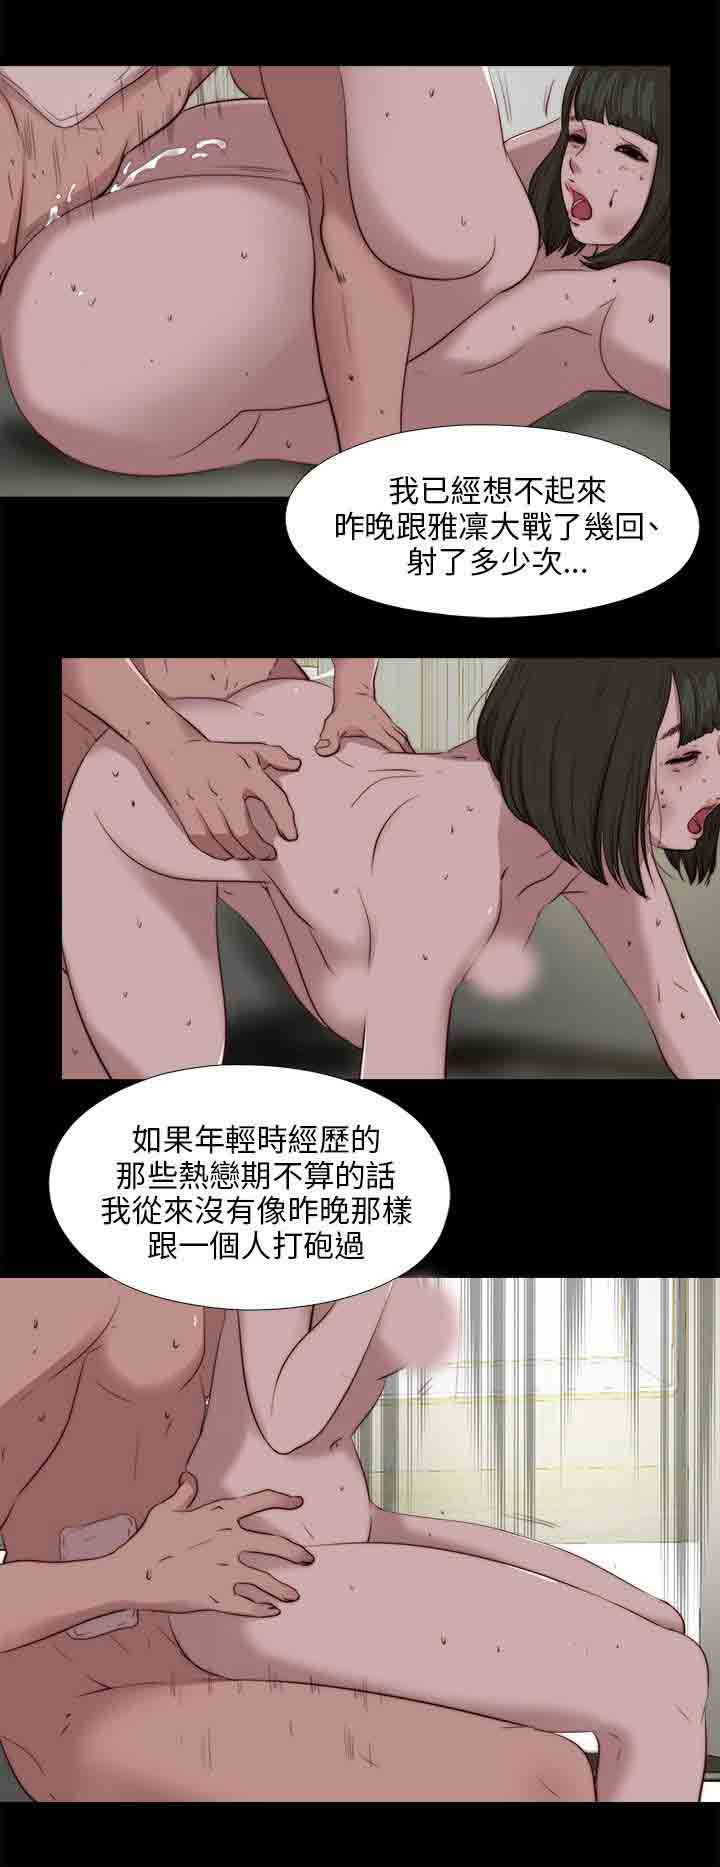 我已經想不起來
昨晚跟雅凜大戰了幾回、
射了多少次...
如果年輕時經歷的
那些熱戀期不算的話
我從來沒有像昨晚那樣
跟一個人打砲過